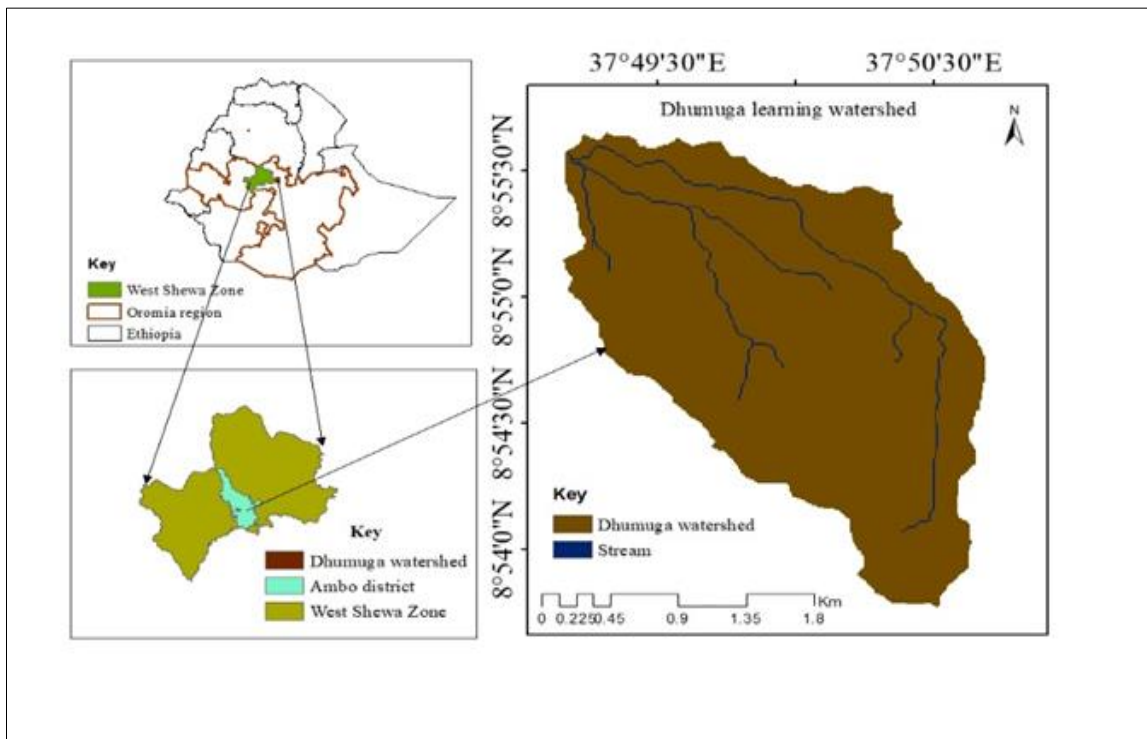 Key
West Shewa Zone
Oromia region
Ethiopia
Key
Dhumuga watershed
Ambo district
West Shewa Zone
37°49'30"E 37°50'30"E
Dhumuga learning watershed
N
8°55'30"N
8°55'0"N
8°54'30"N
8°54'0"N
Key
Dhumuga watershed
Stream
Km
0 0.225 0.45 0.9 1.35 1.8